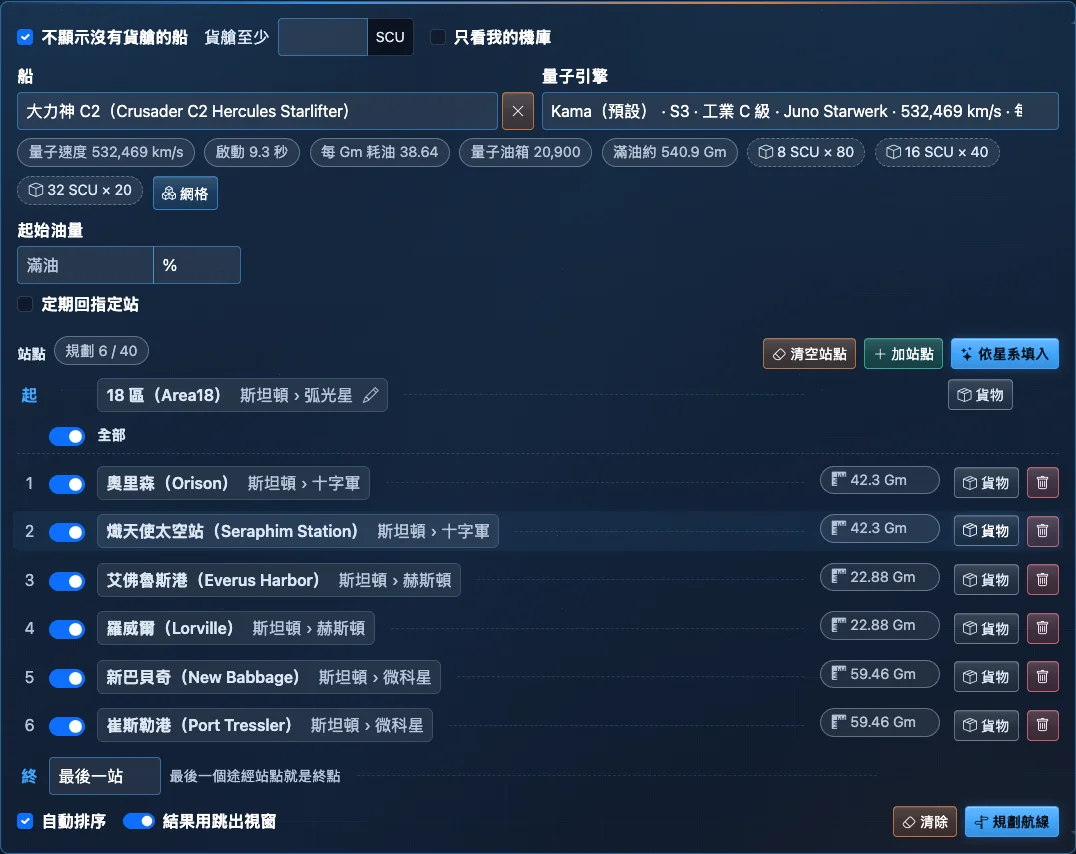 不顯示沒有貨艙的船 貨艙至少 SCU 只看我的機庫
船 量子引擎
大力神 C2（Crusader C2 Hercules Starlifter） Kama（預設） · S3 · 工業 C 級 · Juno Starwerk · 532,469 km/s ·
量子速度 532,469 km/s 啟動 9.3 秒 每 Gm 耗油 38.64 量子油箱 20,900 滿油約 540.9 Gm 8 SCU × 80 16 SCU × 40
32 SCU × 20 網格
起始油量
滿油 %
定期回指定站
站點 規劃 6 / 40 清空站點 加站點 依星系填入
起 18 區（Area18） 斯坦頓 › 弧光星 貨物
全部
1 奧里森（Orison） 斯坦頓 › 十字軍 42.3 Gm 貨物
2 熾天使太空站（Seraphim Station） 斯坦頓 › 十字軍 42.3 Gm 貨物
3 艾佛魯斯港（Everus Harbor） 斯坦頓 › 赫斯頓 22.88 Gm 貨物
4 羅威爾（Lorville） 斯坦頓 › 赫斯頓 22.88 Gm 貨物
5 新巴貝奇（New Babbage） 斯坦頓 › 微科星 59.46 Gm 貨物
6 崔斯勒港（Port Tressler） 斯坦頓 › 微科星 59.46 Gm 貨物
終 最後一站 最後一個途經站點就是終點
自動排序 結果用跳出視窗 清除 規劃航線